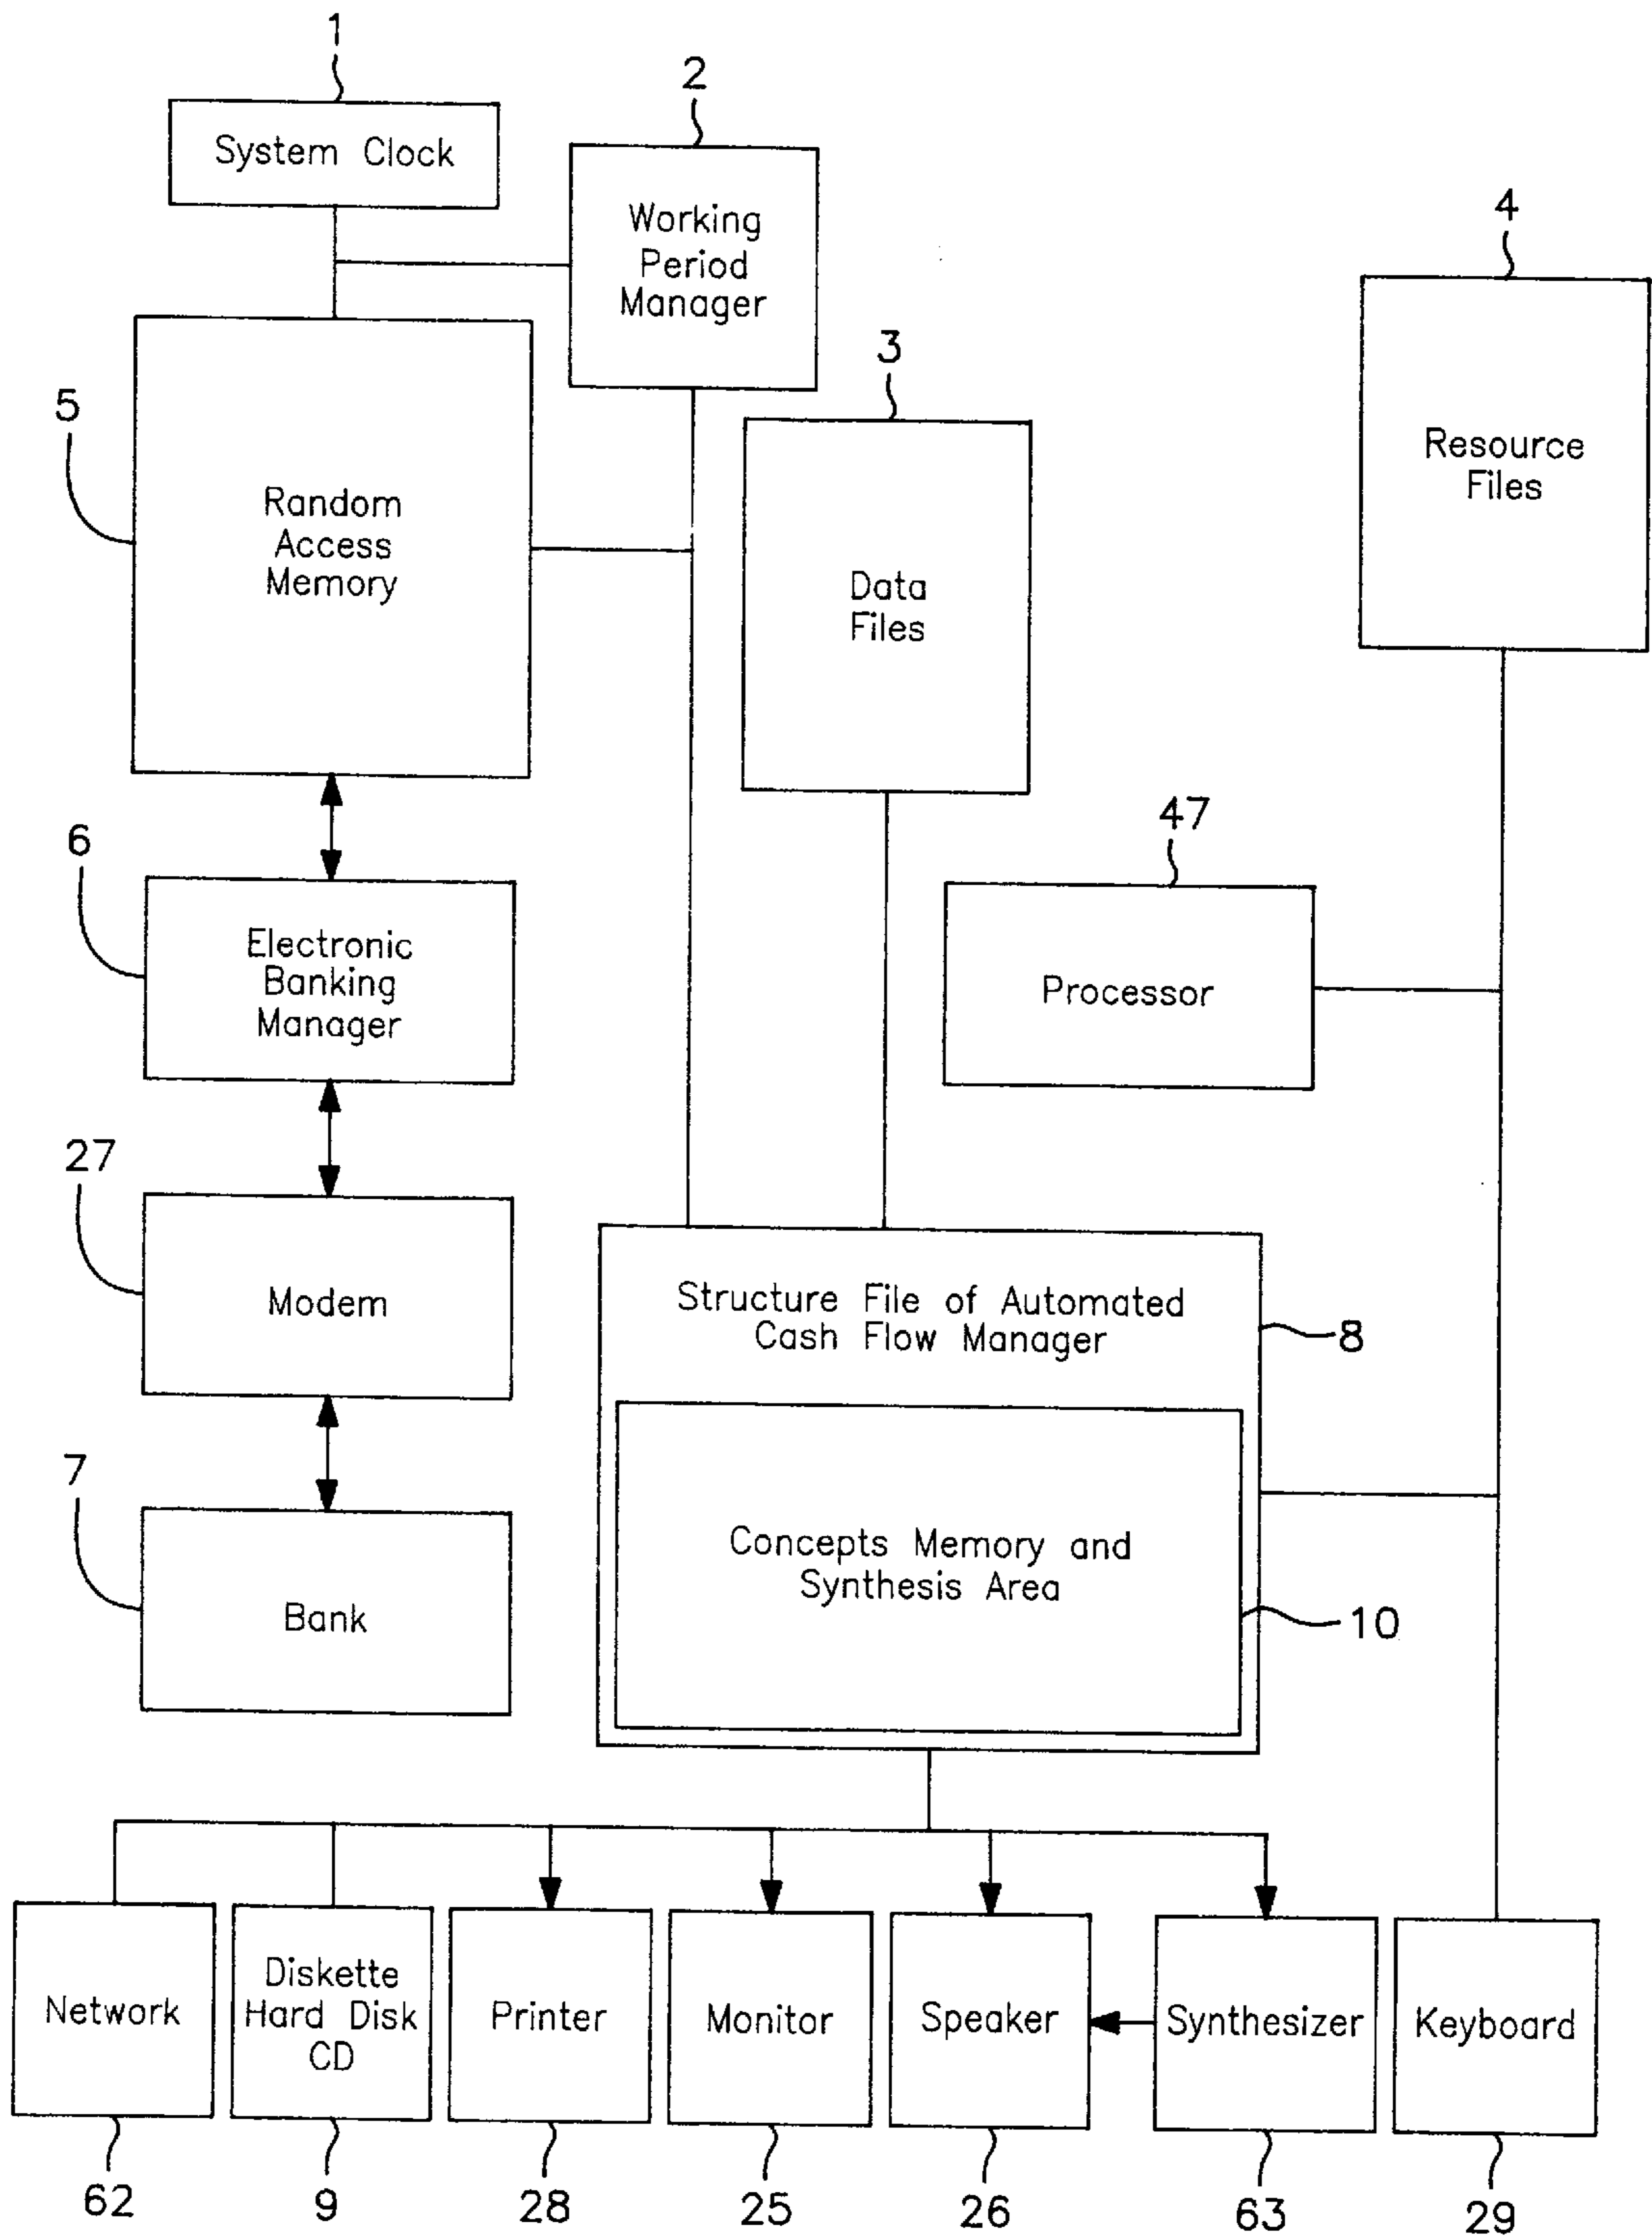 1
System Clock
2
Working
Period
Manager
3
4
Resource
Files
5
Random
Access
Memory
Data
Files
47
Processor
6
Electronic
Banking
Manager
27
Modem
Structure File of Automated
Cash Flow Manager
8
7
Bank
Concepts Memory and
Synthesis Area
10
Network
Diskette
Hard Disk
CD
Printer
Monitor
Speaker
Synthesizer
Keyboard
62
9
28
25
26
63
29